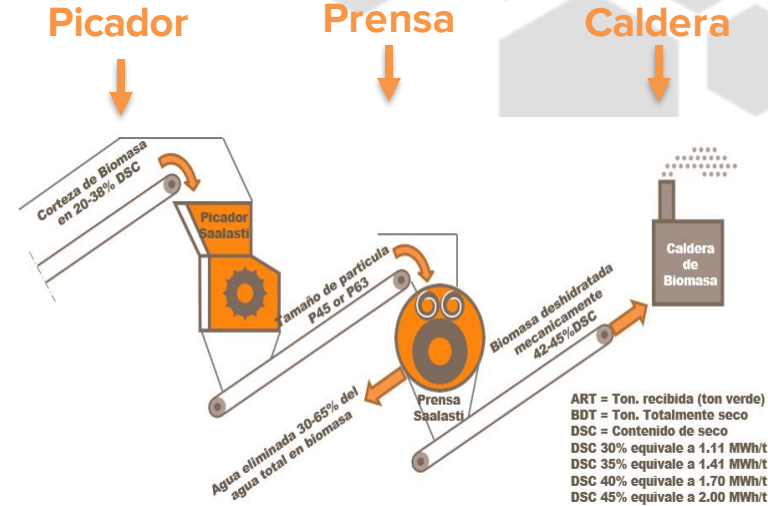 Picador
Prensa
Caldera
Corteza de Biomasa
en 20-38% DSC
Picador
Saalasti
Tamaño de particula
P45 or P63
Prensa
Saalasti
Agua eliminada 30-65% del
agua total en biomasa
Biomasa deshidratada
mecanicamente
42-45%DSC
Caldera
de
Biomasa
ART = Ton. recibida (ton verde)
BDT = Ton. Totalmente seco
DSC = Contenido de seco
DSC 30% equivale a 1.11 MWh/t
DSC 35% equivale a 1.41 MWh/t
DSC 40% equivale a 1.70 MWh/t
DSC 45% equivale a 2.00 MWh/t